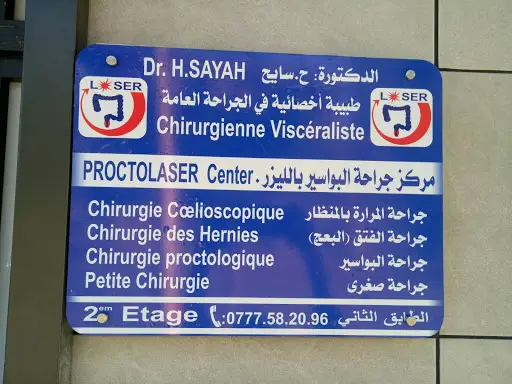 Dr. H.SAYAH الدكتورة: ح.سايح
طبيبة أخصائية في الجراحة العامة
LASER
LASER
Chirurgienne Viscéraliste
PROCTOLASER Center. مركز جراحة البواسير بالليزر
Chirurgie Cœlioscopique جراحة المرارة بالمنظار
Chirurgie des Hernies جراحة الفتق (البعج)
Chirurgie proctologique جراحة البواسير
Petite Chirurgie جراحة صغرى
2em Etage :0777.58.20.96 الطابق الثاني